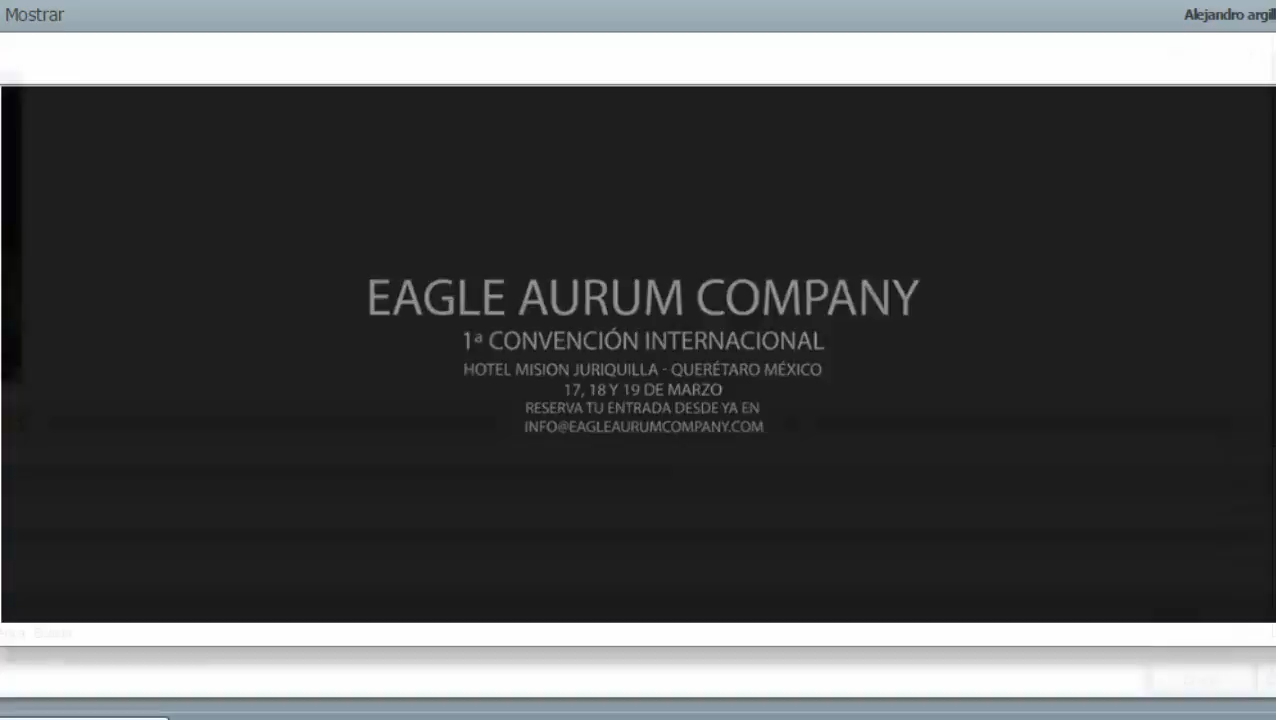 Mostrar
Alejandro
EAGLE AURUM COMPANY
1ª CONVENCIÓN INTERNACIONAL
HOTEL MISION JURIQUILLA - QUERÉTARO MÉXICO
17, 18 Y 19 DE MARZO
RESERVA TU ENTRADA DESDE YA EN
INFO@EAGLEAURUMCOMPANY.COM